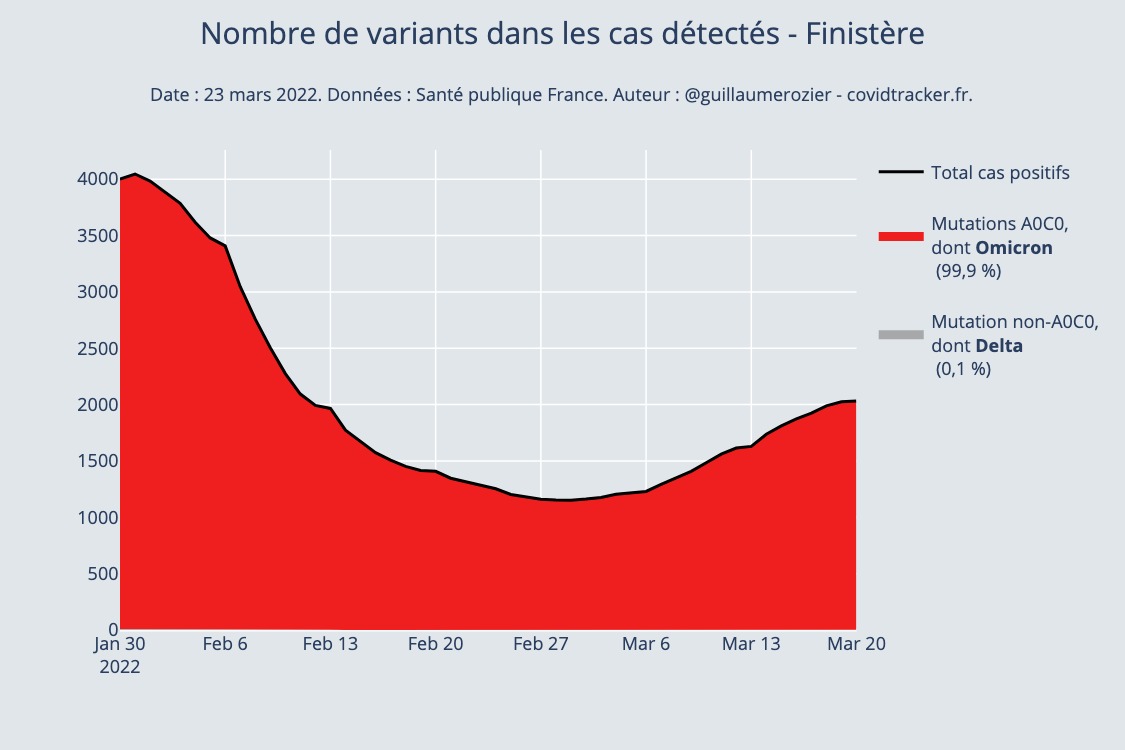 Nombre de variants dans les cas détectés - Finistère
Date : 23 mars 2022. Données : Santé publique France. Auteur : @guillaumerozier - covidtracker.fr.
Total cas positifs
Mutations A0C0,
dont Omicron
(99,9 %)
Mutation non-A0C0,
dont Delta
(0,1 %)
4000
3500
3000
2500
2000
1500
1000
500
0
Jan 30 Feb 6 Feb 13 Feb 20 Feb 27 Mar 6 Mar 13 Mar 20
2022